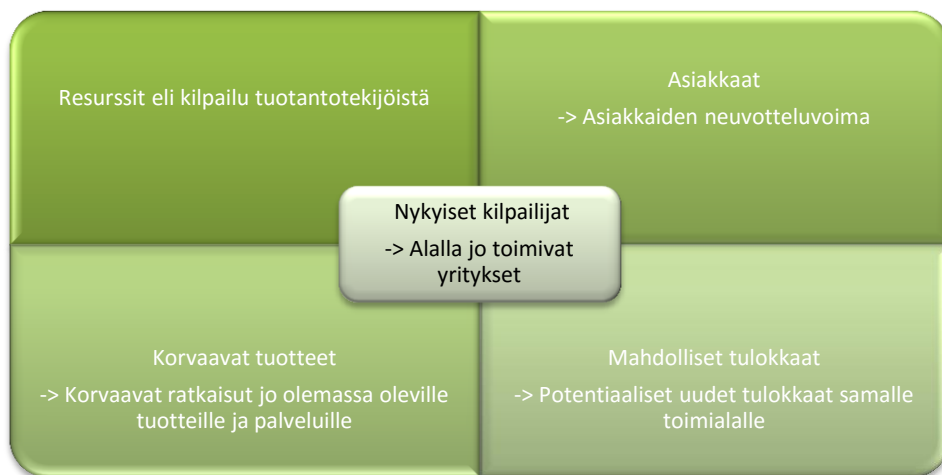 Resurssit eli kilpailu tuotantotekijöistä
Asiakkaat
-> Asiakkaiden neuvotteluvoima
Nykyiset kilpailijat
-> Alalla jo toimivat
yritykset
Korvaavat tuotteet
-> Korvaavat ratkaisut jo olemassa oleville
tuotteille ja palveluille
Mahdolliset tulokkaat
-> Potentiaaliset uudet tulokkaat samalle
toimialalle